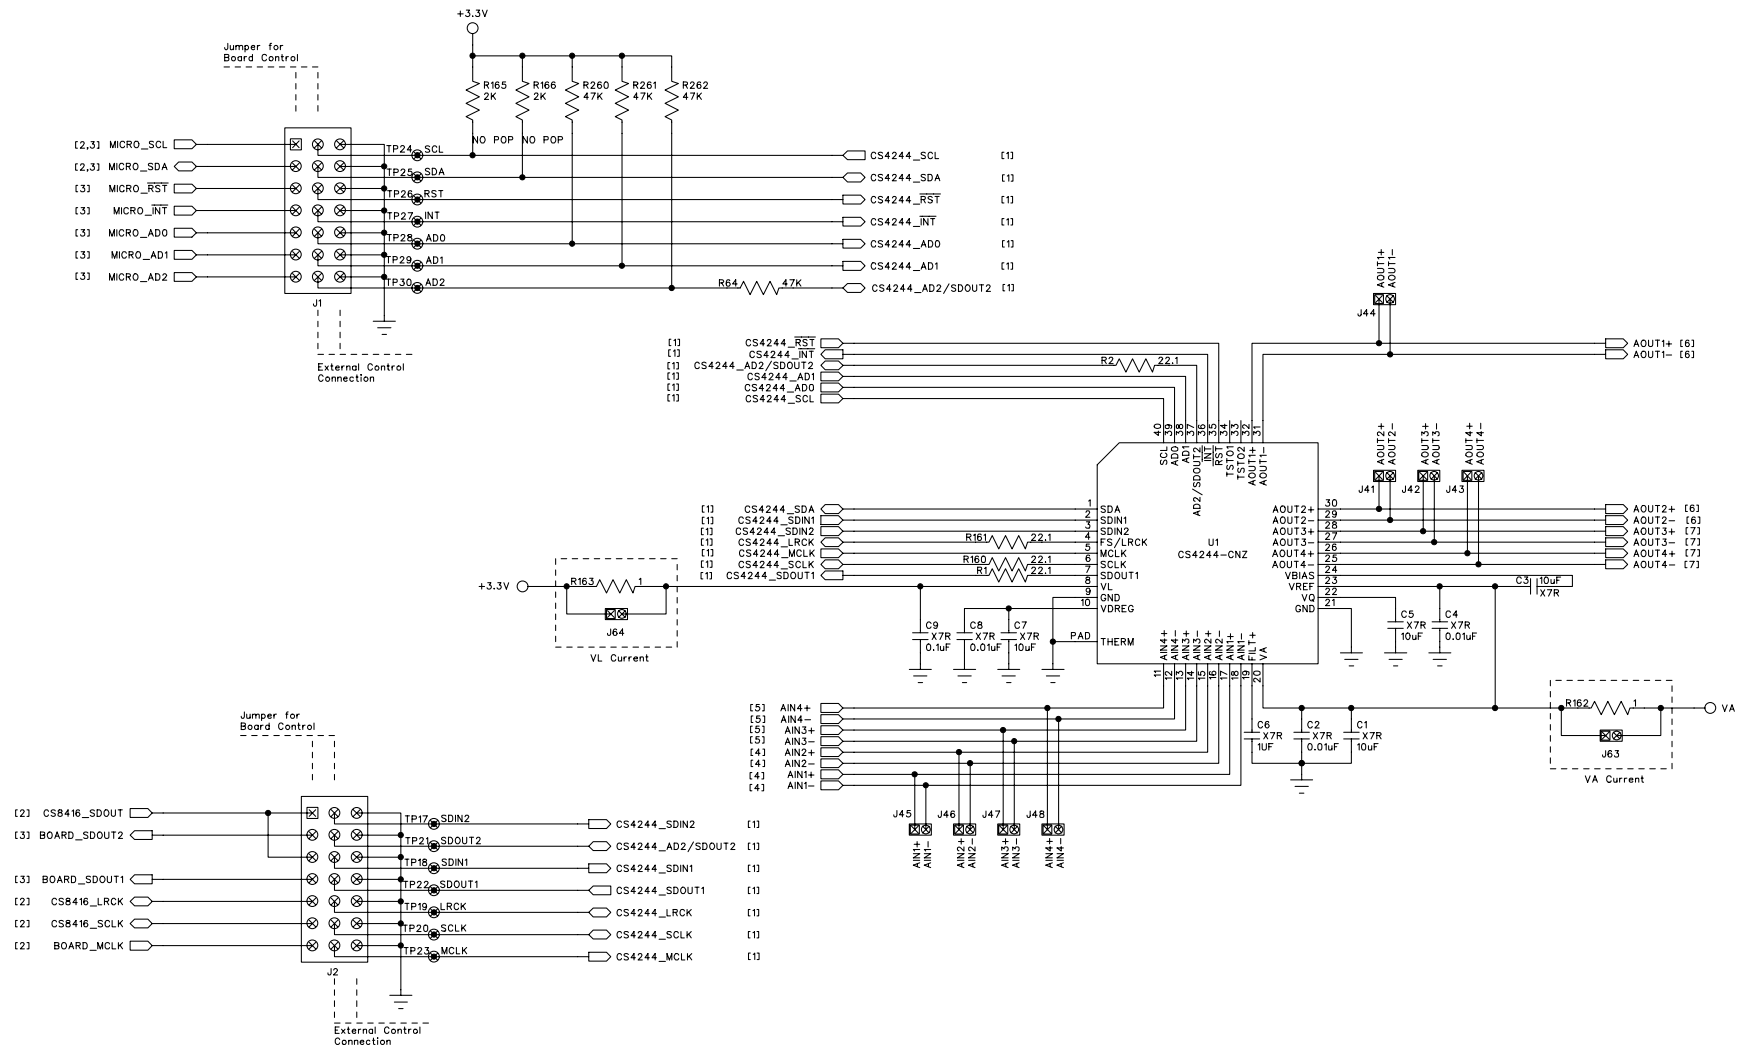 +3.3V
Jumper for
Board Control
R165
2K
R166
2K
R260
47K
R261
47K
R262
47K
NO POP
NO POP
[2,3] MICRO_SCL
[2,3] MICRO_SDA
[3] MICRO_RST
[3] MICRO_INT
[3] MICRO_AD0
[3] MICRO_AD1
[3] MICRO_AD2
TP24 SCL
TP25 SDA
TP26 RST
TP27 INT
TP28 AD0
TP29 AD1
TP30 AD2
R64 47K
CS4244_SCL [1]
CS4244_SDA [1]
CS4244_RST [1]
CS4244_INT [1]
CS4244_AD0 [1]
CS4244_AD1 [1]
CS4244_AD2/SDOUT2 [1]
J1
External Control
Connection
[1] CS4244_RST
[1] CS4244_INT
[1] CS4244_AD2/SDOUT2
[1] CS4244_AD1
[1] CS4244_AD0
[1] CS4244_SCL
R2 22.1
AOUT1+
AOUT1-
J44
AOUT1+ [6]
AOUT1- [6]
40
39
38
37
36
35
34
33
32
31
SCL
AD0
AD1
AD2/SDOUT2
INT
RST
TSTO1
TSTO2
AOUT1+
AOUT1-
AOUT2+
AOUT2-
AOUT3+
AOUT3-
AOUT4+
AOUT4-
J41
J42
J43
[1] CS4244_SDA
[1] CS4244_SDIN1
[1] CS4244_SDIN2
[1] CS4244_LRCK
[1] CS4244_MCLK
[1] CS4244_SCLK
[1] CS4244_SDOUT1
R161 22.1
R160 22.1
R1 22.1
1 SDA
2 SDIN1
3 SDIN2
4 FS/LRCK
5 MCLK
6 SCLK
7 SDOUT1
8 VL
9 GND
10 VDREG
PAD THERM
U1
CS4244-CNZ
AOUT2+ 30
AOUT2- 29
AOUT3+ 28
AOUT3- 27
AOUT4+ 26
AOUT4- 25
VBIAS 24
VREF 23
VQ 22
GND 21
AOUT2+ [6]
AOUT2- [6]
AOUT3+ [7]
AOUT3- [7]
AOUT4+ [7]
AOUT4- [7]
C3 10uF
X7R
+3.3V
R163 1
J64
VL Current
C9
X7R
0.1uF
C8
X7R
0.01uF
C7
X7R
10uF
C5
X7R
10uF
C4
X7R
0.01uF
AIN4+
AIN4-
AIN3+
AIN3-
AIN2+
AIN2-
AIN1+
AIN1-
FILT+
VA
11
12
13
14
15
16
17
18
19
20
[5] AIN4+
[5] AIN4-
[5] AIN3+
[5] AIN3-
[4] AIN2+
[4] AIN2-
[4] AIN1+
[4] AIN1-
C6
X7R
1UF
C2
X7R
0.01uF
C1
X7R
10uF
R162 1
VA
J63
VA Current
J45
J46
J47
J48
AIN1+
AIN1-
AIN2+
AIN2-
AIN3+
AIN3-
AIN4+
AIN4-
Jumper for
Board Control
[2] CS8416_SDOUT
[3] BOARD_SDOUT2
[3] BOARD_SDOUT1
[2] CS8416_LRCK
[2] CS8416_SCLK
[2] BOARD_MCLK
TP17 SDIN2
TP21 SDOUT2
TP18 SDIN1
TP22 SDOUT1
TP19 LRCK
TP20 SCLK
TP23 MCLK
CS4244_SDIN2 [1]
CS4244_AD2/SDOUT2 [1]
CS4244_SDIN1 [1]
CS4244_SDOUT1 [1]
CS4244_LRCK [1]
CS4244_SCLK [1]
CS4244_MCLK [1]
J2
External Control
Connection